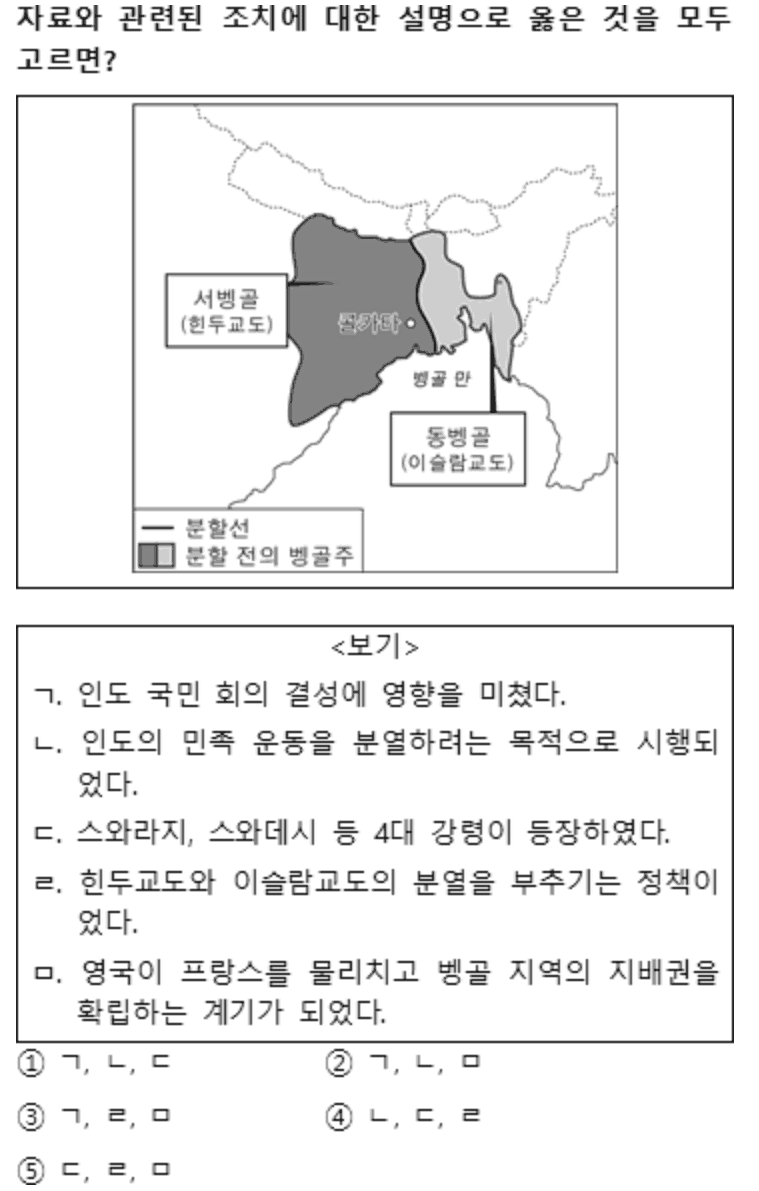 자료와 관련된 조치에 대한 설명으로 옳은 것을 모두
고르면?
서벵골
(힌두교도)
콜카타
벵골 만
동벵골
(이슬람교도)
분할선
분할 전의 벵골주
<보기>
ㄱ. 인도 국민 회의 결성에 영향을 미쳤다.
ㄴ. 인도의 민족 운동을 분열하려는 목적으로 시행되
었다.
ㄷ. 스와라지, 스와데시 등 4대 강령이 등장하였다.
ㄹ. 힌두교도와 이슬람교도의 분열을 부추기는 정책이
었다.
ㅁ. 영국이 프랑스를 물리치고 벵골 지역의 지배권을
확립하는 계기가 되었다.
① ㄱ, ㄴ, ㄷ ② ㄱ, ㄴ, ㅁ
③ ㄱ, ㄹ, ㅁ ④ ㄴ, ㄷ, ㄹ
⑤ ㄷ, ㄹ, ㅁ